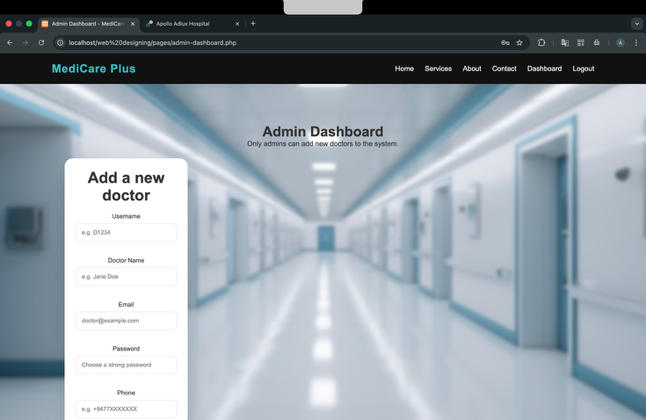 Admin Dashboard - MediCare
Apollo Adlux Hospital
localhost/web%20designing/pages/admin-dashboard.php
MediCare Plus
Home Services About Contact Dashboard Logout
Admin Dashboard
Only admins can add new doctors to the system.
Add a new
doctor
Username
e.g. D1234
Doctor Name
e.g. Jane Doe
Email
doctor@example.com
Password
Choose a strong password
Phone
e.g. +9477XXXXXXX